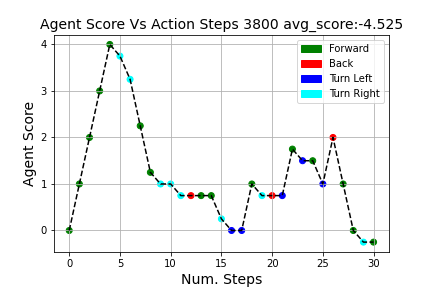 Agent Score Vs Action Steps 3800 avg_score:-4.525
Forward
Back
Turn Left
Turn Right
Agent Score
4
3
2
1
0
0 5 10 15 20 25 30
Num. Steps